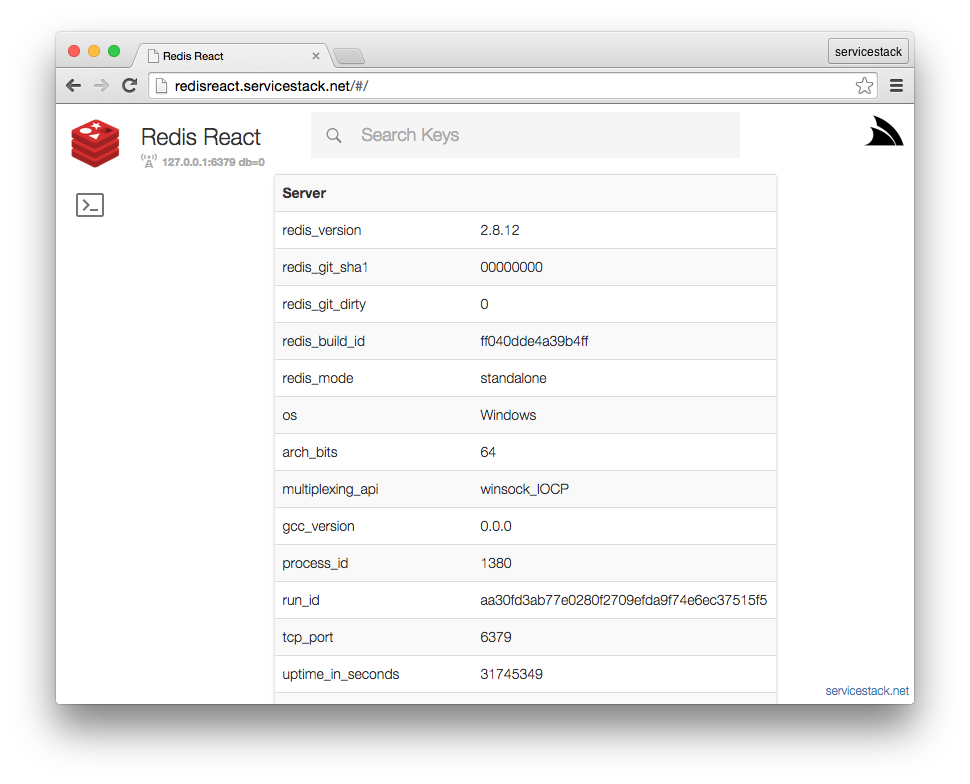 Redis React
servicestack
redisreact.servicestack.net/#/
Redis React
Search Keys
127.0.0.1:6379 db=0
Server
redis_version 2.8.12
redis_git_sha1 00000000
redis_git_dirty 0
redis_build_id ff040dde4a39b4ff
redis_mode standalone
os Windows
arch_bits 64
multiplexing_api winsock_IOCP
gcc_version 0.0.0
process_id 1380
run_id aa30fd3ab77e0280f2709efda9f74e6ec37515f5
tcp_port 6379
uptime_in_seconds 31745349
servicestack.net